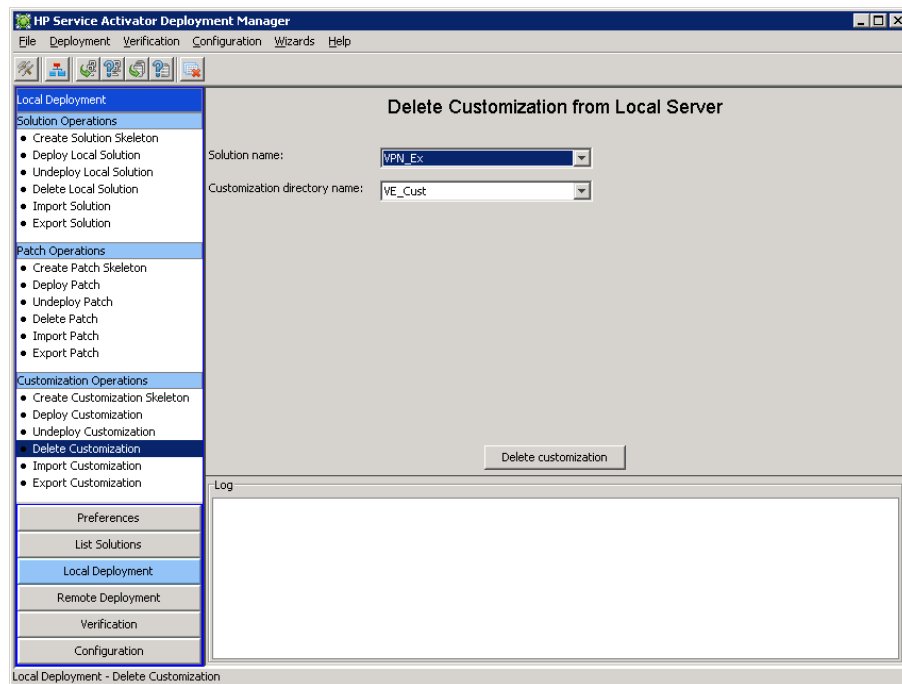 HP Service Activator Deployment Manager
File Deployment Verification Configuration Wizards Help
Local Deployment
Solution Operations
• Create Solution Skeleton
• Deploy Local Solution
• Undeploy Local Solution
• Delete Local Solution
• Import Solution
• Export Solution
Patch Operations
• Create Patch Skeleton
• Deploy Patch
• Undeploy Patch
• Delete Patch
• Import Patch
• Export Patch
Customization Operations
• Create Customization Skeleton
• Deploy Customization
• Undeploy Customization
• Delete Customization
• Import Customization
• Export Customization
Preferences
List Solutions
Local Deployment
Remote Deployment
Verification
Configuration
Delete Customization from Local Server
Solution name: VPN_Ex
Customization directory name: VE_Cust
Delete customization
Log
Local Deployment - Delete Customization